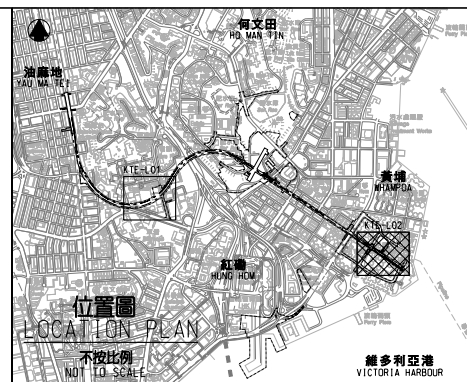 何文田
HO MAN TIN
油麻地
YAU MA TEI
KTE-L01
黃埔
WHAMPOA
KTE-L02
紅磡
HUNG HOM
位置圖
LOCATION PLAN
不按比例
NOT TO SCALE
Ferry Piers
維多利亞港
VICTORIA HARBOUR